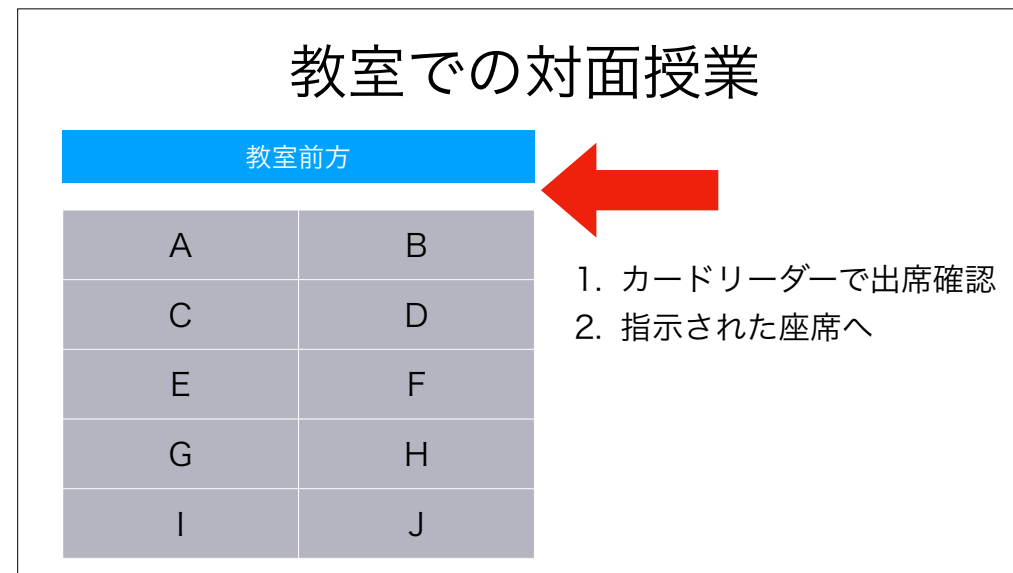 教室での対面授業
教室前方
A B
C D
E F
G H
I J
1. カードリーダーで出席確認
2. 指示された座席へ